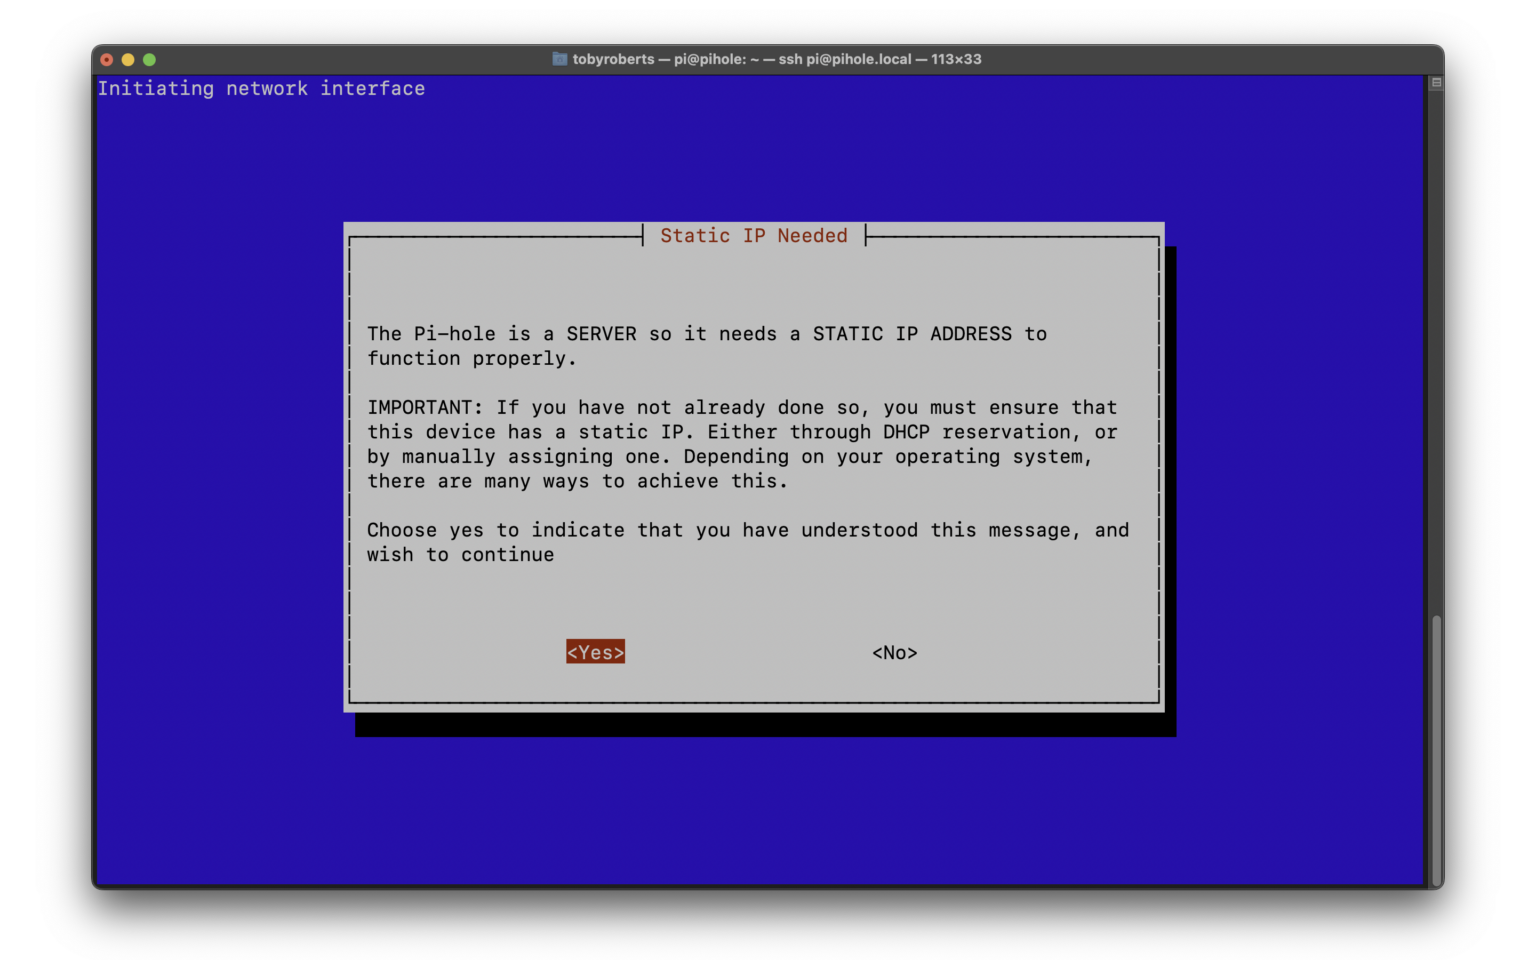 tobyroberts — pi@pihole: ~ — ssh pi@pihole.local — 113×33
Initiating network interface
Static IP Needed
The Pi-hole is a SERVER so it needs a STATIC IP ADDRESS to
function properly.
IMPORTANT: If you have not already done so, you must ensure that
this device has a static IP. Either through DHCP reservation, or
by manually assigning one. Depending on your operating system,
there are many ways to achieve this.
Choose yes to indicate that you have understood this message, and
wish to continue
<Yes> <No>